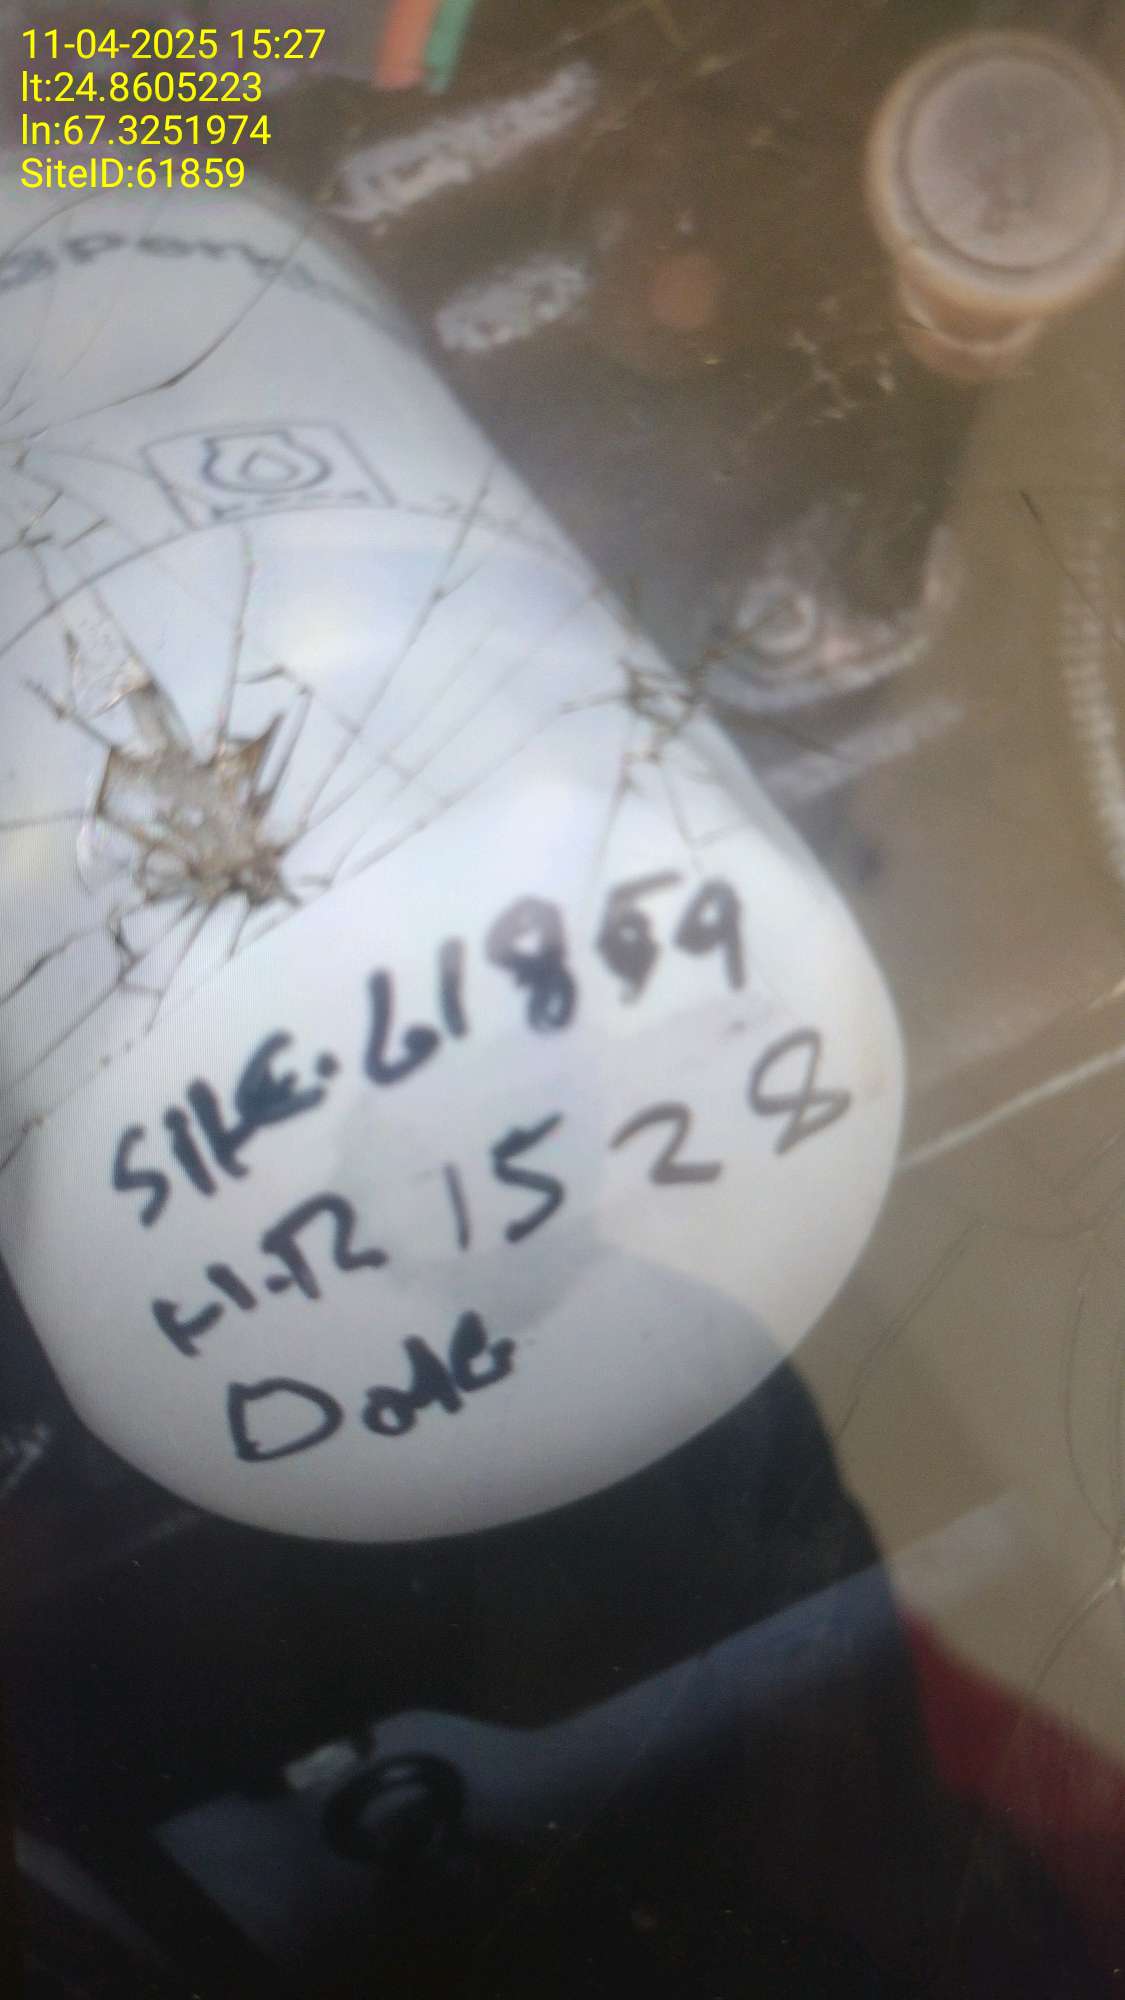 11-04-2025 15:27
lt:24.8605223
ln:67.3251974
SiteID:61859
SITE. 61859
H.R 1528
Date